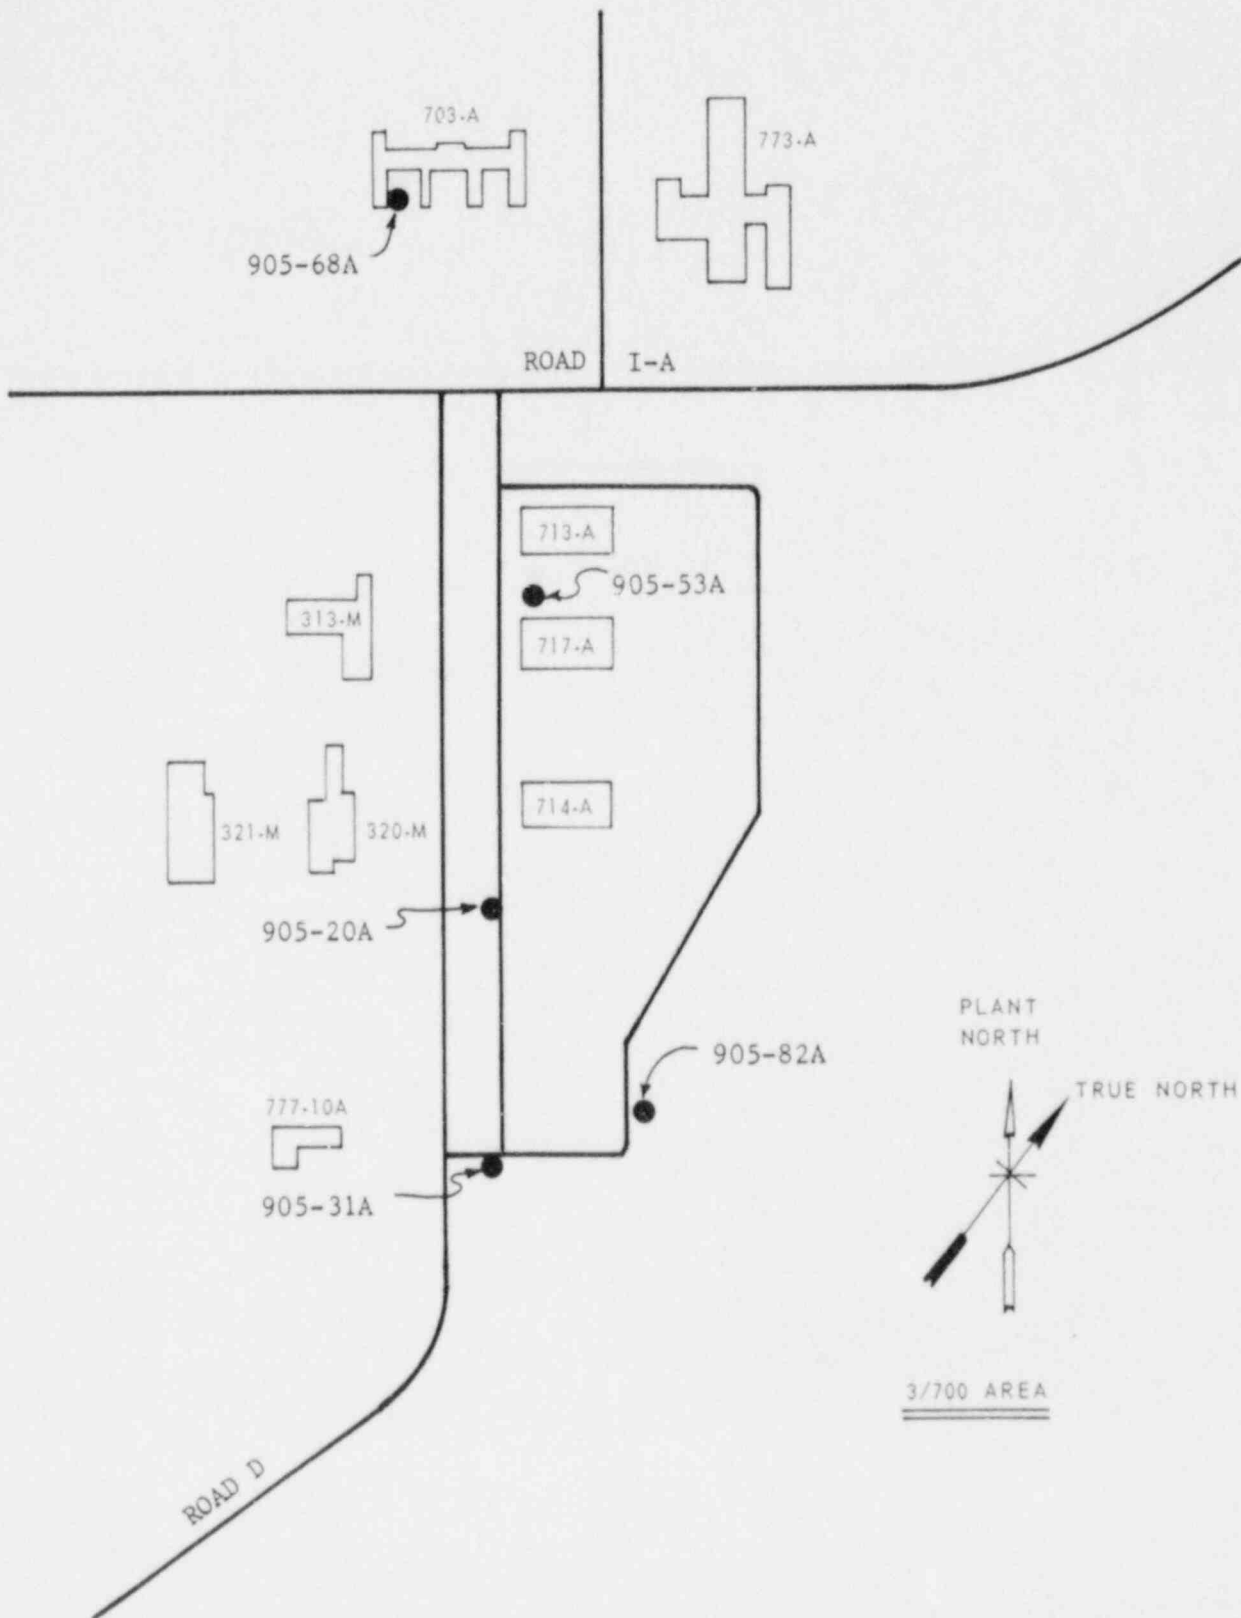 703-A
773-A
905-68A
ROAD I-A
713-A
905-53A
313-M
717-A
714-A
321-M
320-M
905-20A
PLANT
NORTH
905-82A
TRUE NORTH
777-10A
905-31A
3/700 AREA
ROAD D